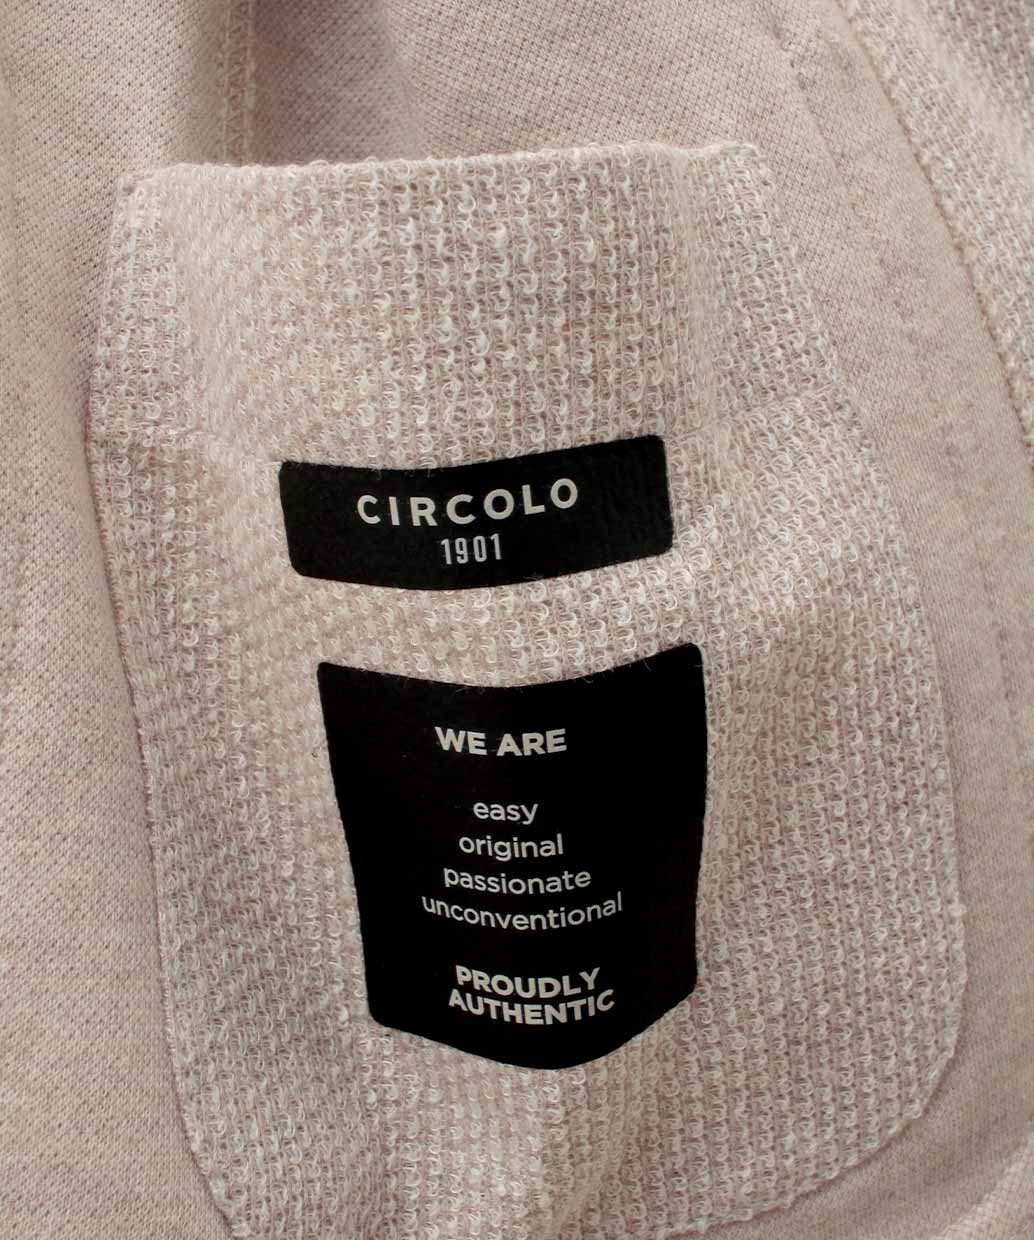 CIRCOLO
1901
WE ARE
easy
original
passionate
unconventional
PROUDLY
AUTHENTIC